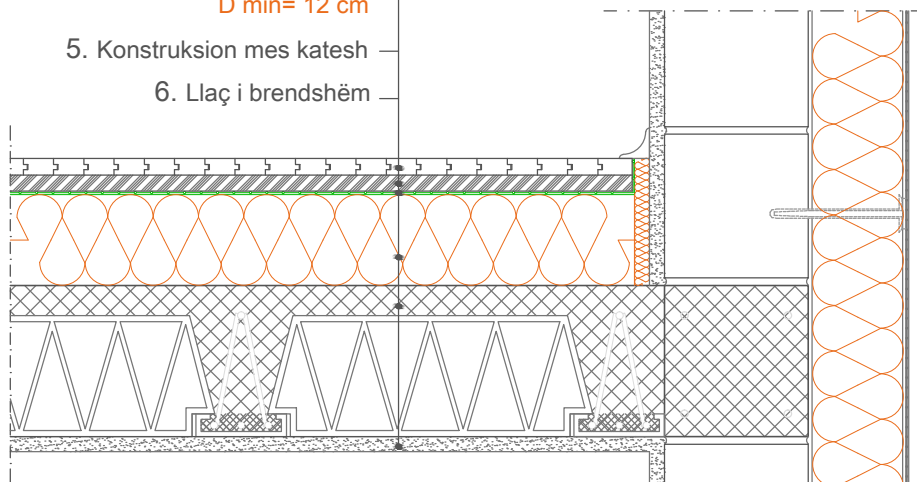 D min= 12 cm
5. Konstruksion mes katesh
6. Llaç i brendshëm